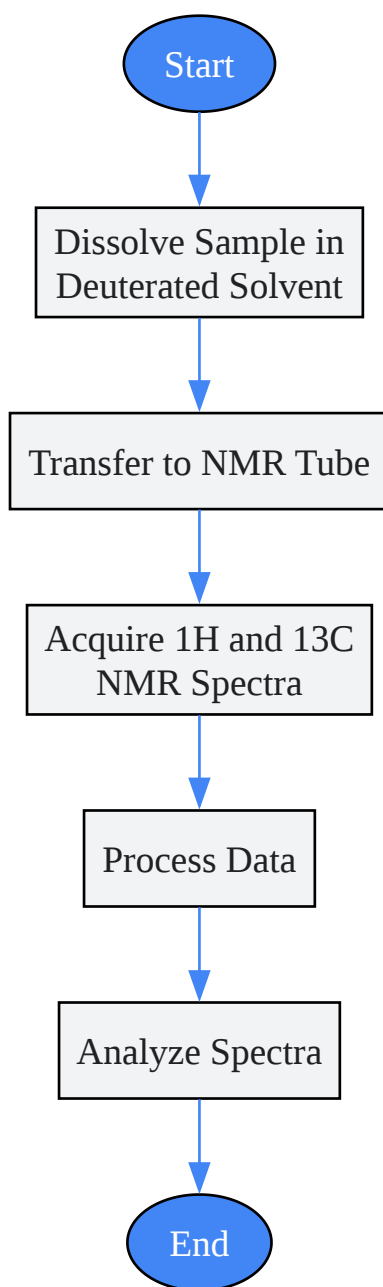 Start
Dissolve Sample in
Deuterated Solvent
Transfer to NMR Tube
Acquire 1H and 13C
NMR Spectra
Process Data
Analyze Spectra
End